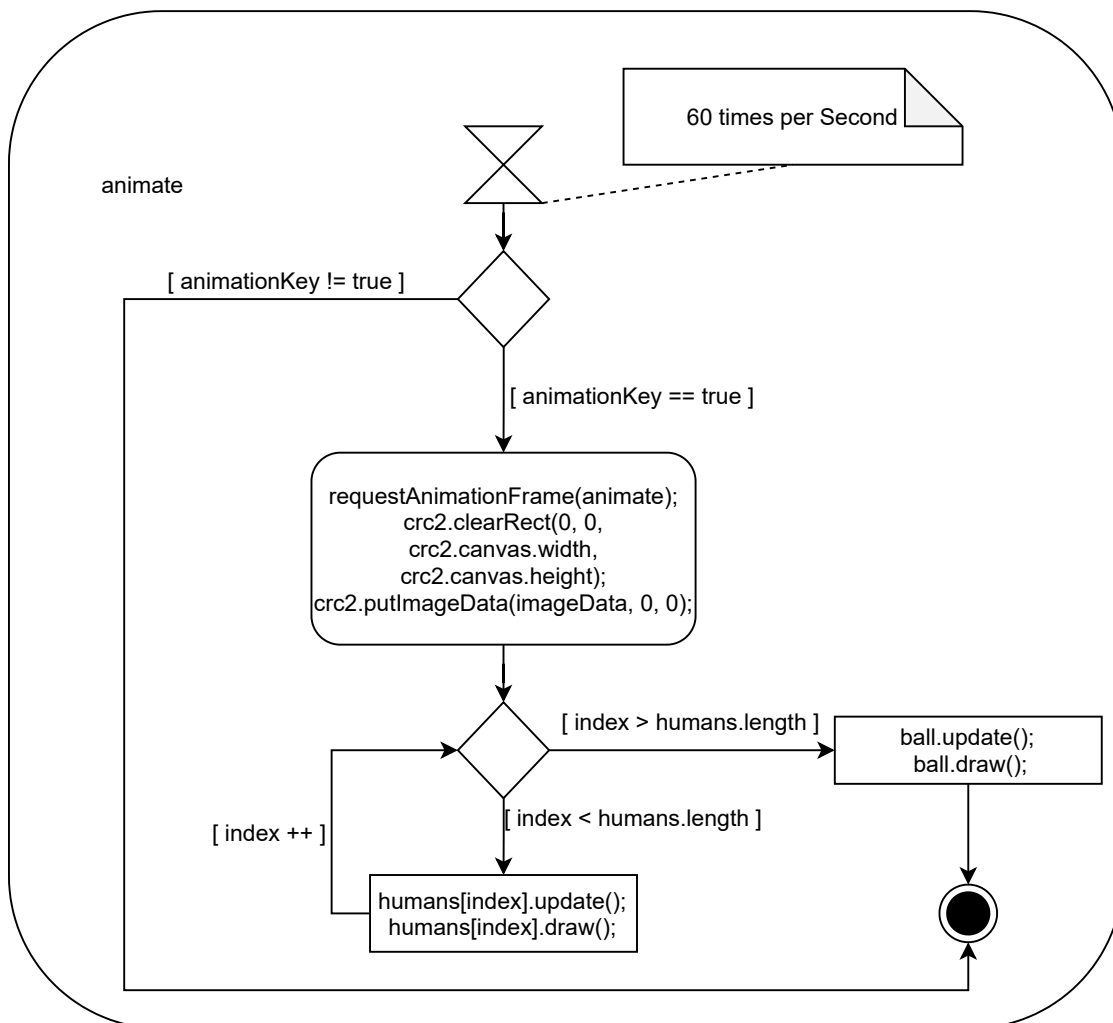 60 times per Second
animate
[ animationKey != true ]
[ animationKey == true ]
requestAnimationFrame(animate);
crc2.clearRect(0, 0,
crc2.canvas.width,
crc2.canvas.height);
crc2.putImageData(imageData, 0, 0);
[ index > humans.length ]
ball.update();
ball.draw();
[ index < humans.length ]
[ index ++ ]
humans[index].update();
humans[index].draw();